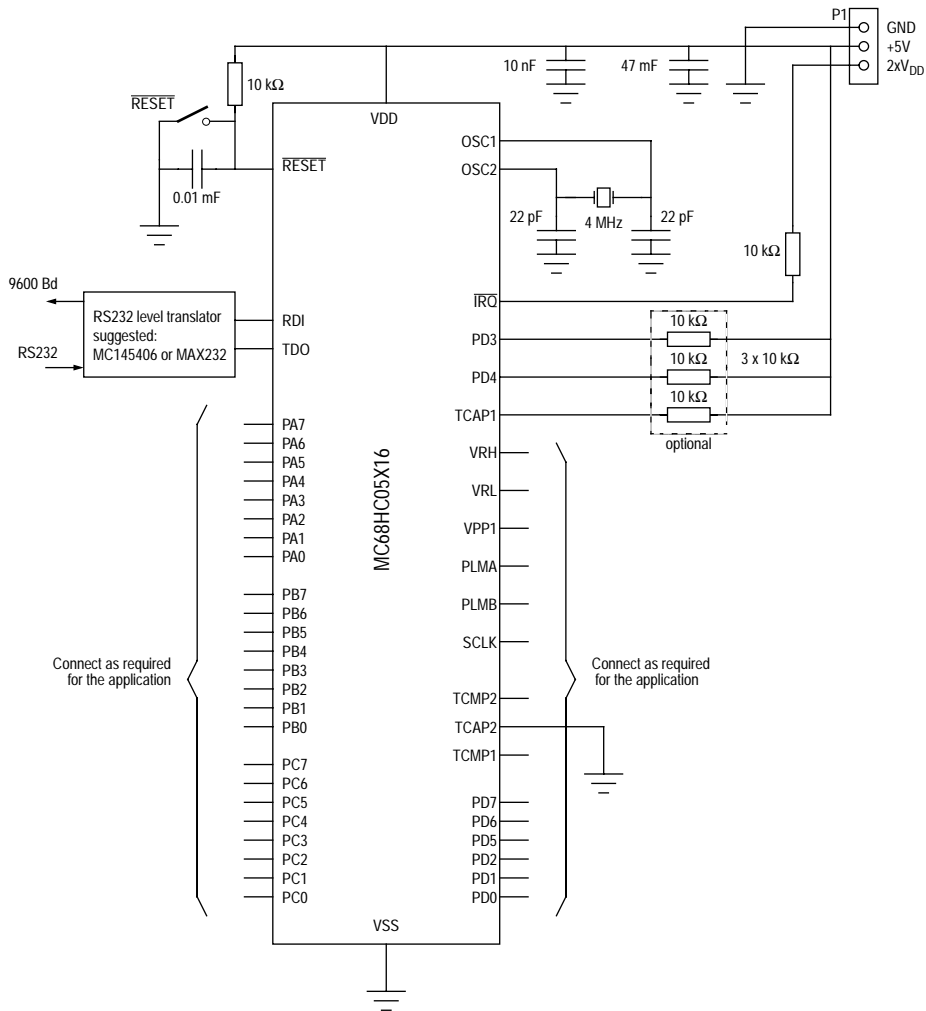 P1
GND
+5V
2xVDD
10 nF
47 mF
10 kΩ
RESET
VDD
OSC1
RESET
OSC2
0.01 mF
22 pF
4 MHz
22 pF
10 kΩ
9600 Bd
IRQ
RS232 level translator
suggested:
MC145406 or MAX232
RDI
10 kΩ
PD3
RS232
TDO
10 kΩ
3 x 10 kΩ
PD4
10 kΩ
TCAP1
optional
PA7
PA6
PA5
PA4
PA3
PA2
PA1
PA0
PB7
PB6
PB5
PB4
PB3
PB2
PB1
PB0
PC7
PC6
PC5
PC4
PC3
PC2
PC1
PC0
Connect as required
for the application
MC68HC05X16
VRH
VRL
VPP1
PLMA
PLMB
SCLK
TCMP2
TCAP2
TCMP1
PD7
PD6
PD5
PD2
PD1
PD0
Connect as required
for the application
VSS